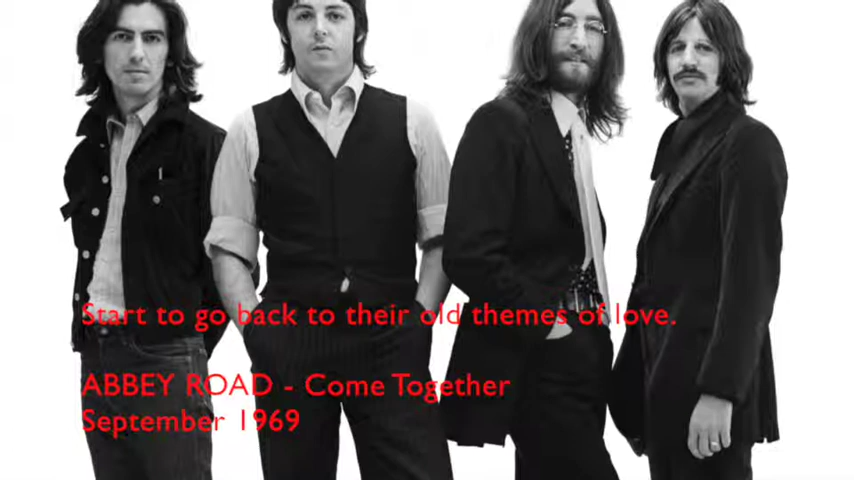 Start to go back to their old themes of love.
ABBEY ROAD - Come Together
September 1969